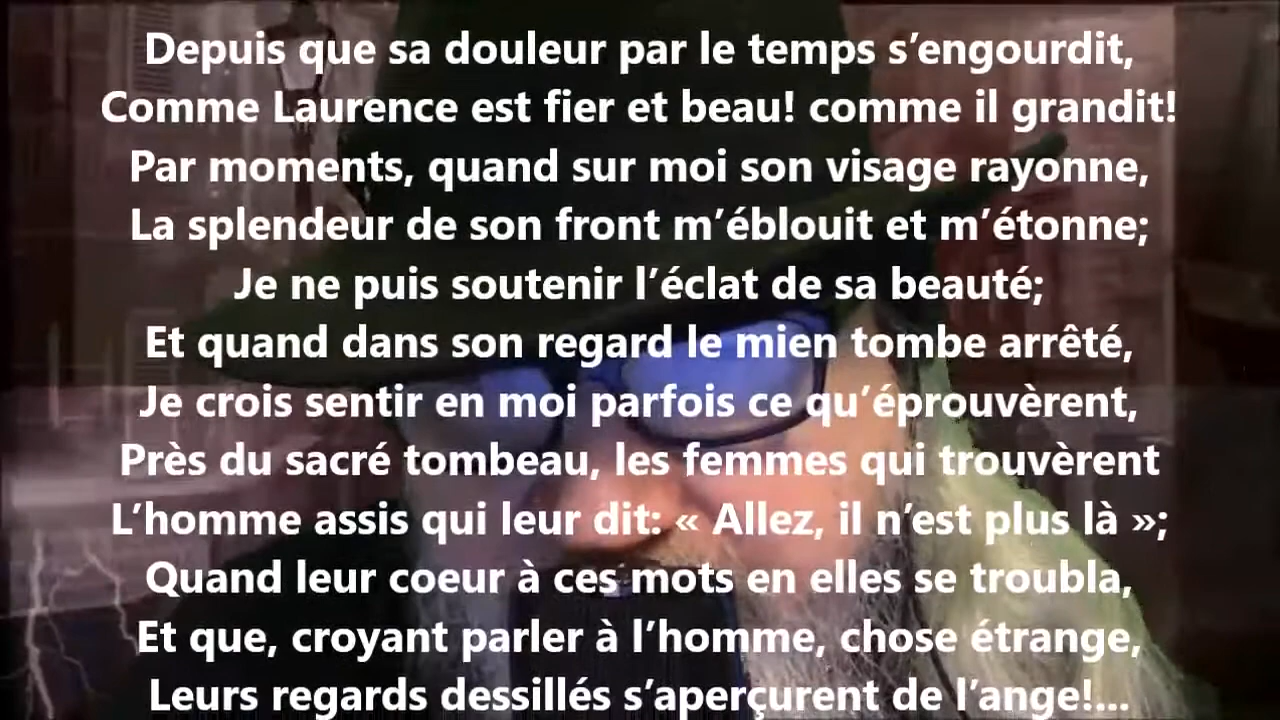 Depuis que sa douleur par le temps s’engourdit,
Comme Laurence est fier et beau! comme il grandit!
Par moments, quand sur moi son visage rayonne,
La splendeur de son front m’éblouit et m’étonne;
Je ne puis soutenir l’éclat de sa beauté;
Et quand dans son regard le mien tombe arrêté,
Je crois sentir en moi parfois ce qu’éprouvèrent,
Près du sacré tombeau, les femmes qui trouvèrent
L’homme assis qui leur dit: « Allez, il n’est plus là »;
Quand leur coeur à ces mots en elles se troubla,
Et que, croyant parler à l’homme, chose étrange,
Leurs regards dessillés s’aperçurent de l’ange!...